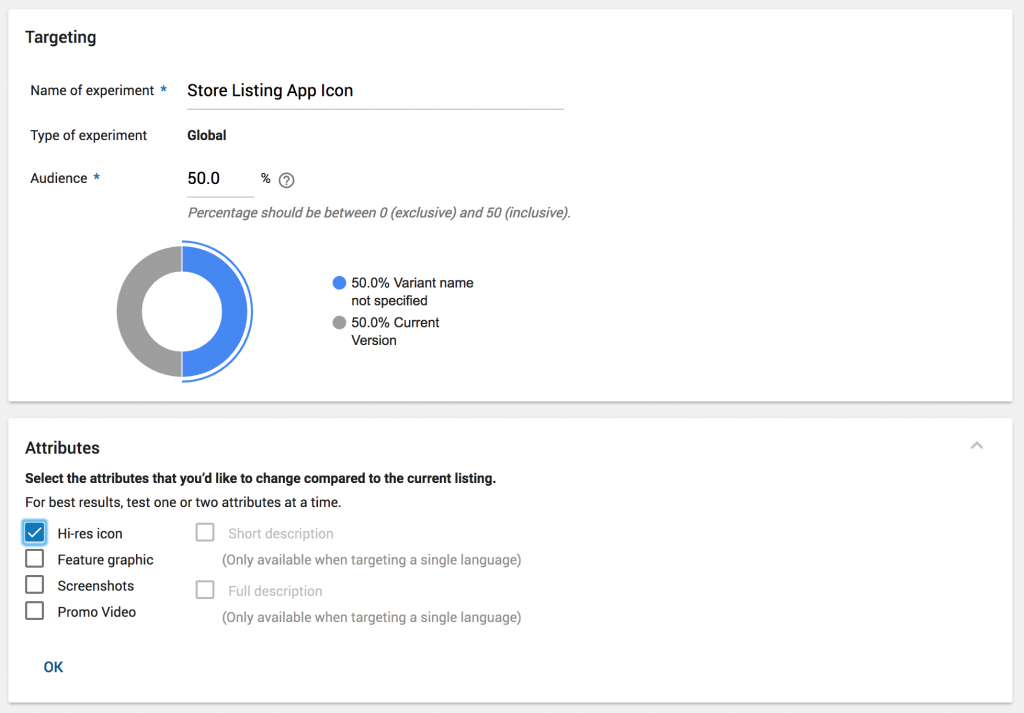 Targeting
Name of experiment *
Store Listing App Icon
Type of experiment
Global
Audience *
50.0 % ?
Percentage should be between 0 (exclusive) and 50 (inclusive).
50.0% Variant name
not specified
50.0% Current
Version
Attributes
Select the attributes that you'd like to change compared to the current listing.
For best results, test one or two attributes at a time.
Hi-res icon
Feature graphic
Screenshots
Promo Video
Short description
(Only available when targeting a single language)
Full description
(Only available when targeting a single language)
OK